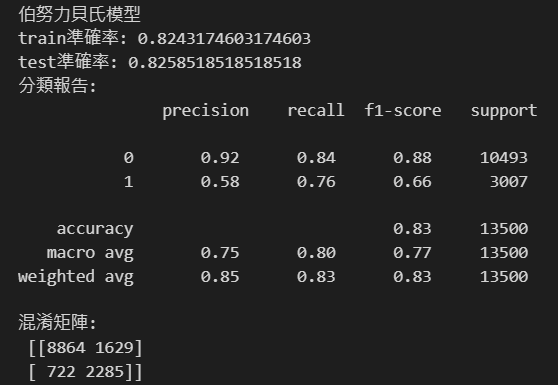 伯努力貝氏模型
train準確率: 0.8243174603174603
test準確率: 0.8258518518518518
分類報告:
precision recall f1-score support
0 0.92 0.84 0.88 10493
1 0.58 0.76 0.66 3007
accuracy 0.83 13500
macro avg 0.75 0.80 0.77 13500
weighted avg 0.85 0.83 0.83 13500
混淆矩陣:
[[8864 1629]
[ 722 2285]]